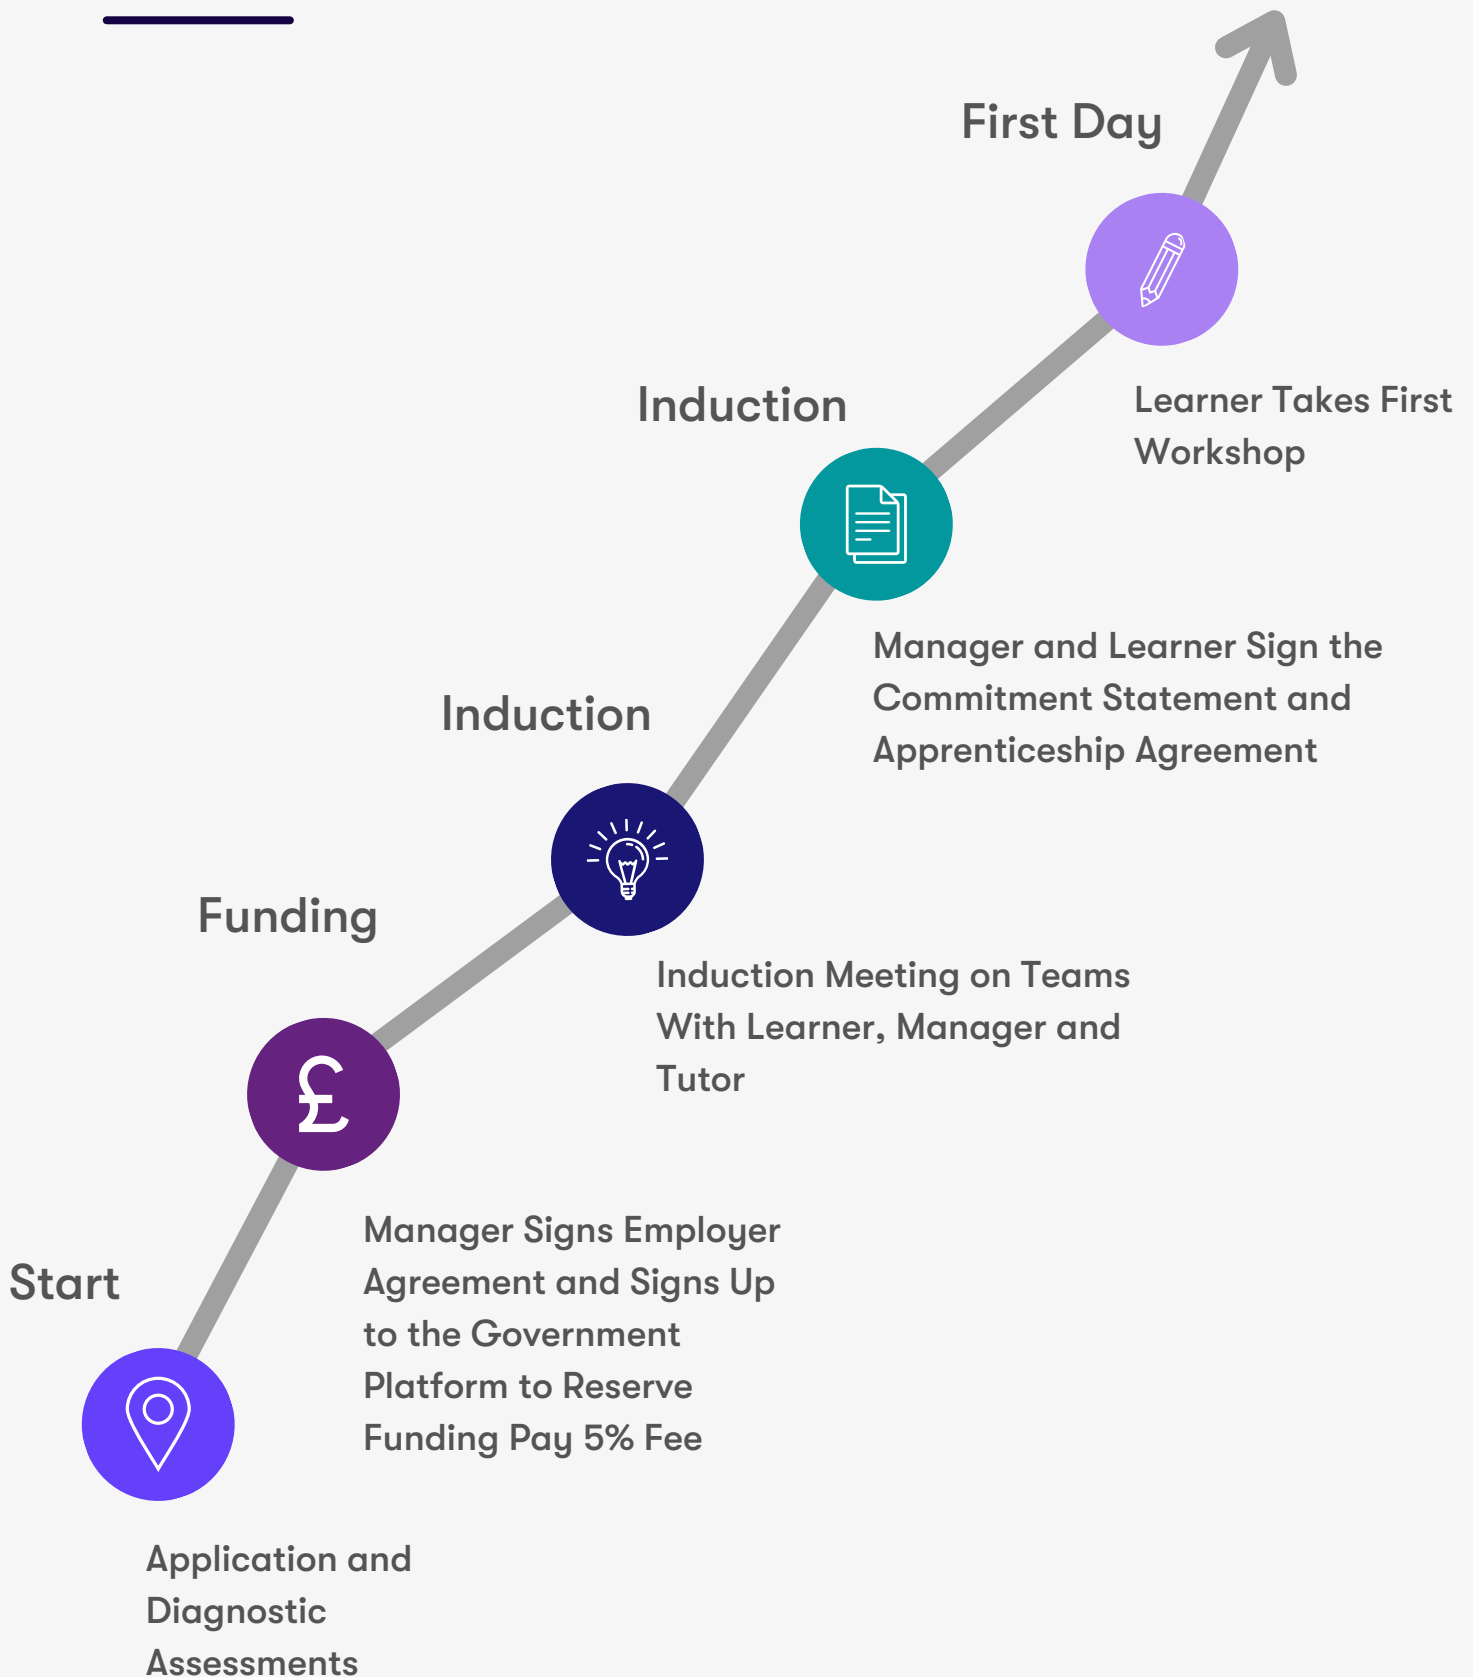 First Day
Learner Takes First
Workshop
Induction
Manager and Learner Sign the
Commitment Statement and
Apprenticeship Agreement
Induction
Induction Meeting on Teams
With Learner, Manager and
Tutor
Funding
£
Manager Signs Employer
Agreement and Signs Up
to the Government
Platform to Reserve
Funding Pay 5% Fee
Start
Application and
Diagnostic
Assessments